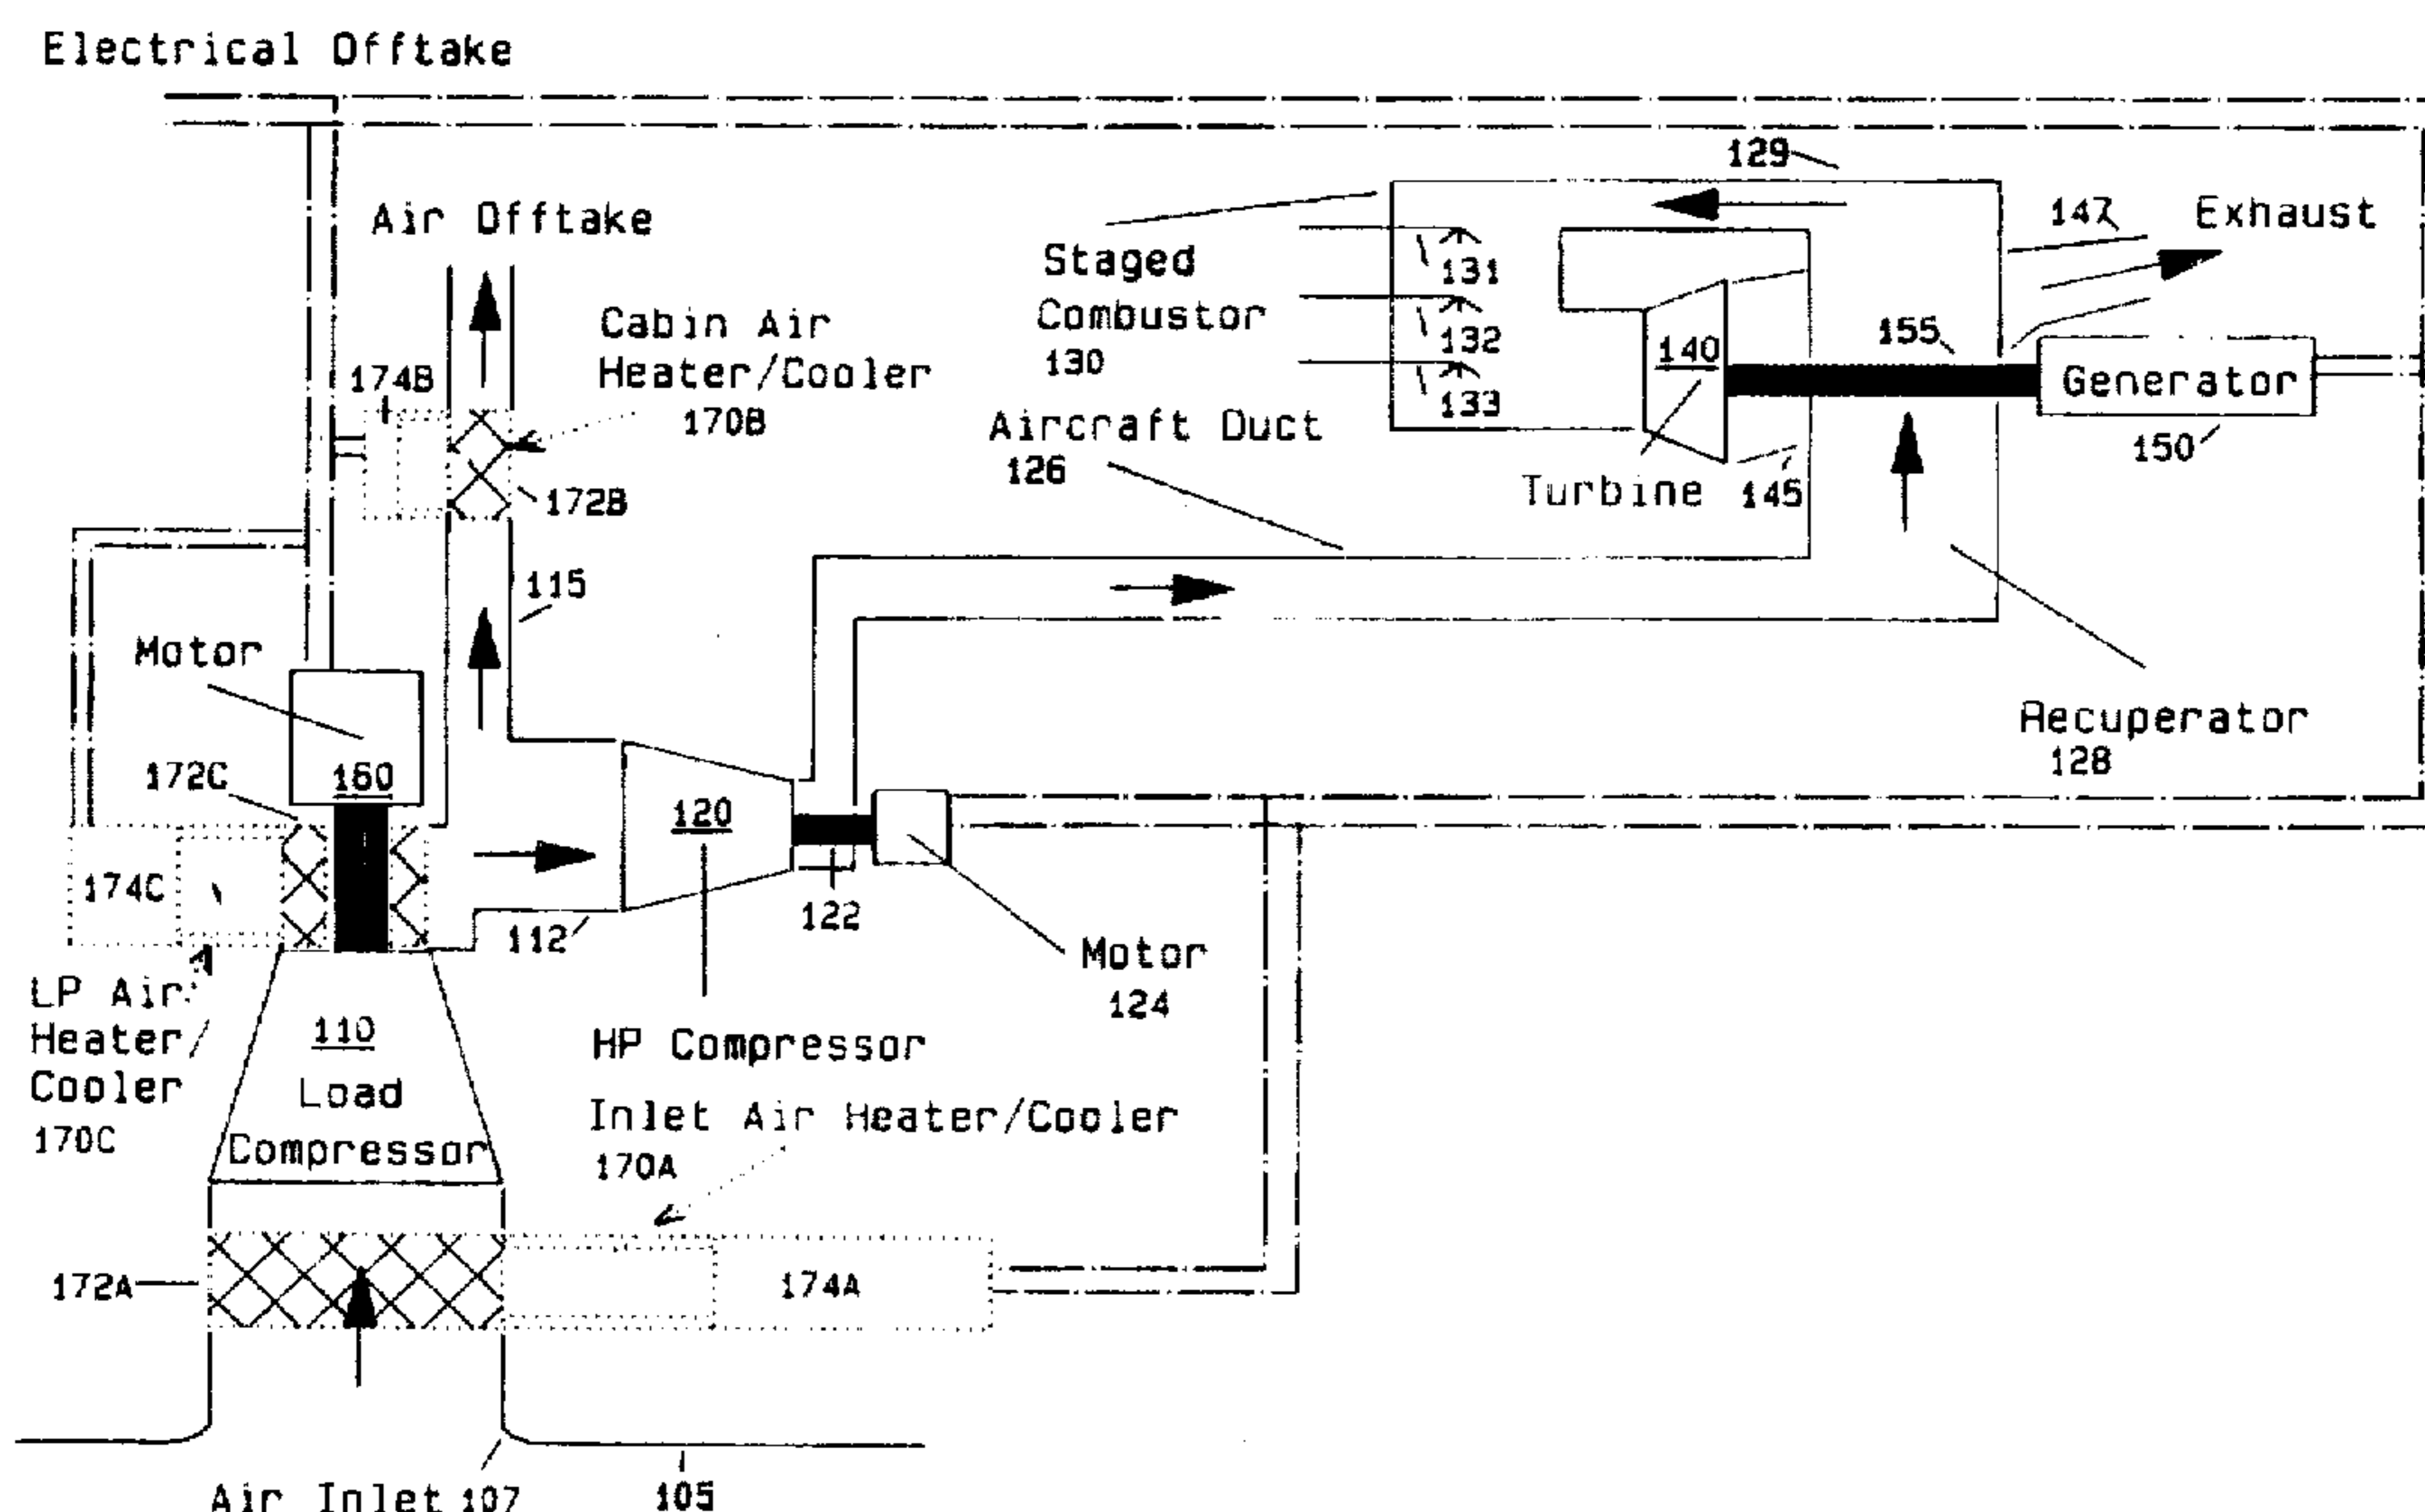 Electrical Offtake
129
147
Exhaust
Air Offtake
Staged
Combustor
130
131
132
133
Cabin Air
Heater/Cooler
170B
174B
172B
140
155
Generator
150
Aircraft Duct
126
Turbine
145
115
Motor
160
Recuperator
128
172C
174C
120
122
112
Motor
124
LP Air
Heater/
Cooler
170C
110
Load
Compressor
HP Compressor
Inlet Air Heater/Cooler
170A
172A
174A
Air Inlet 107
105